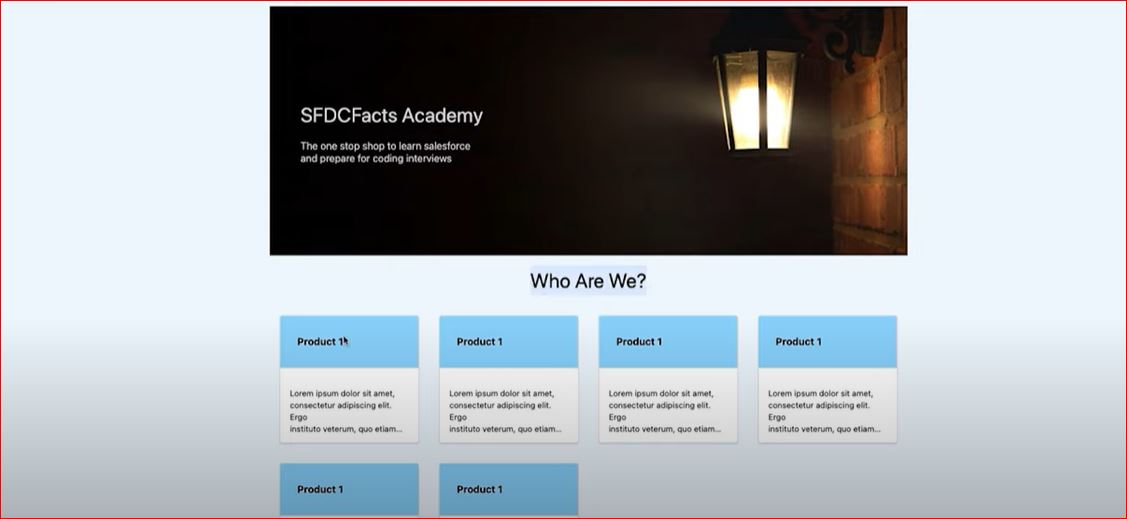 SFDCFacts Academy
The one stop shop to learn salesforce
and prepare for coding interviews
Who Are We?
Product 1
Lorem ipsum dolor sit amet,
consectetur adipiscing elit.
Ergo
instituto veterum, quo etiam...
Product 1
Lorem ipsum dolor sit amet,
consectetur adipiscing elit.
Ergo
instituto veterum, quo etiam...
Product 1
Lorem ipsum dolor sit amet,
consectetur adipiscing elit.
Ergo
instituto veterum, quo etiam...
Product 1
Lorem ipsum dolor sit amet,
consectetur adipiscing elit.
Ergo
instituto veterum, quo etiam...
Product 1
Product 1